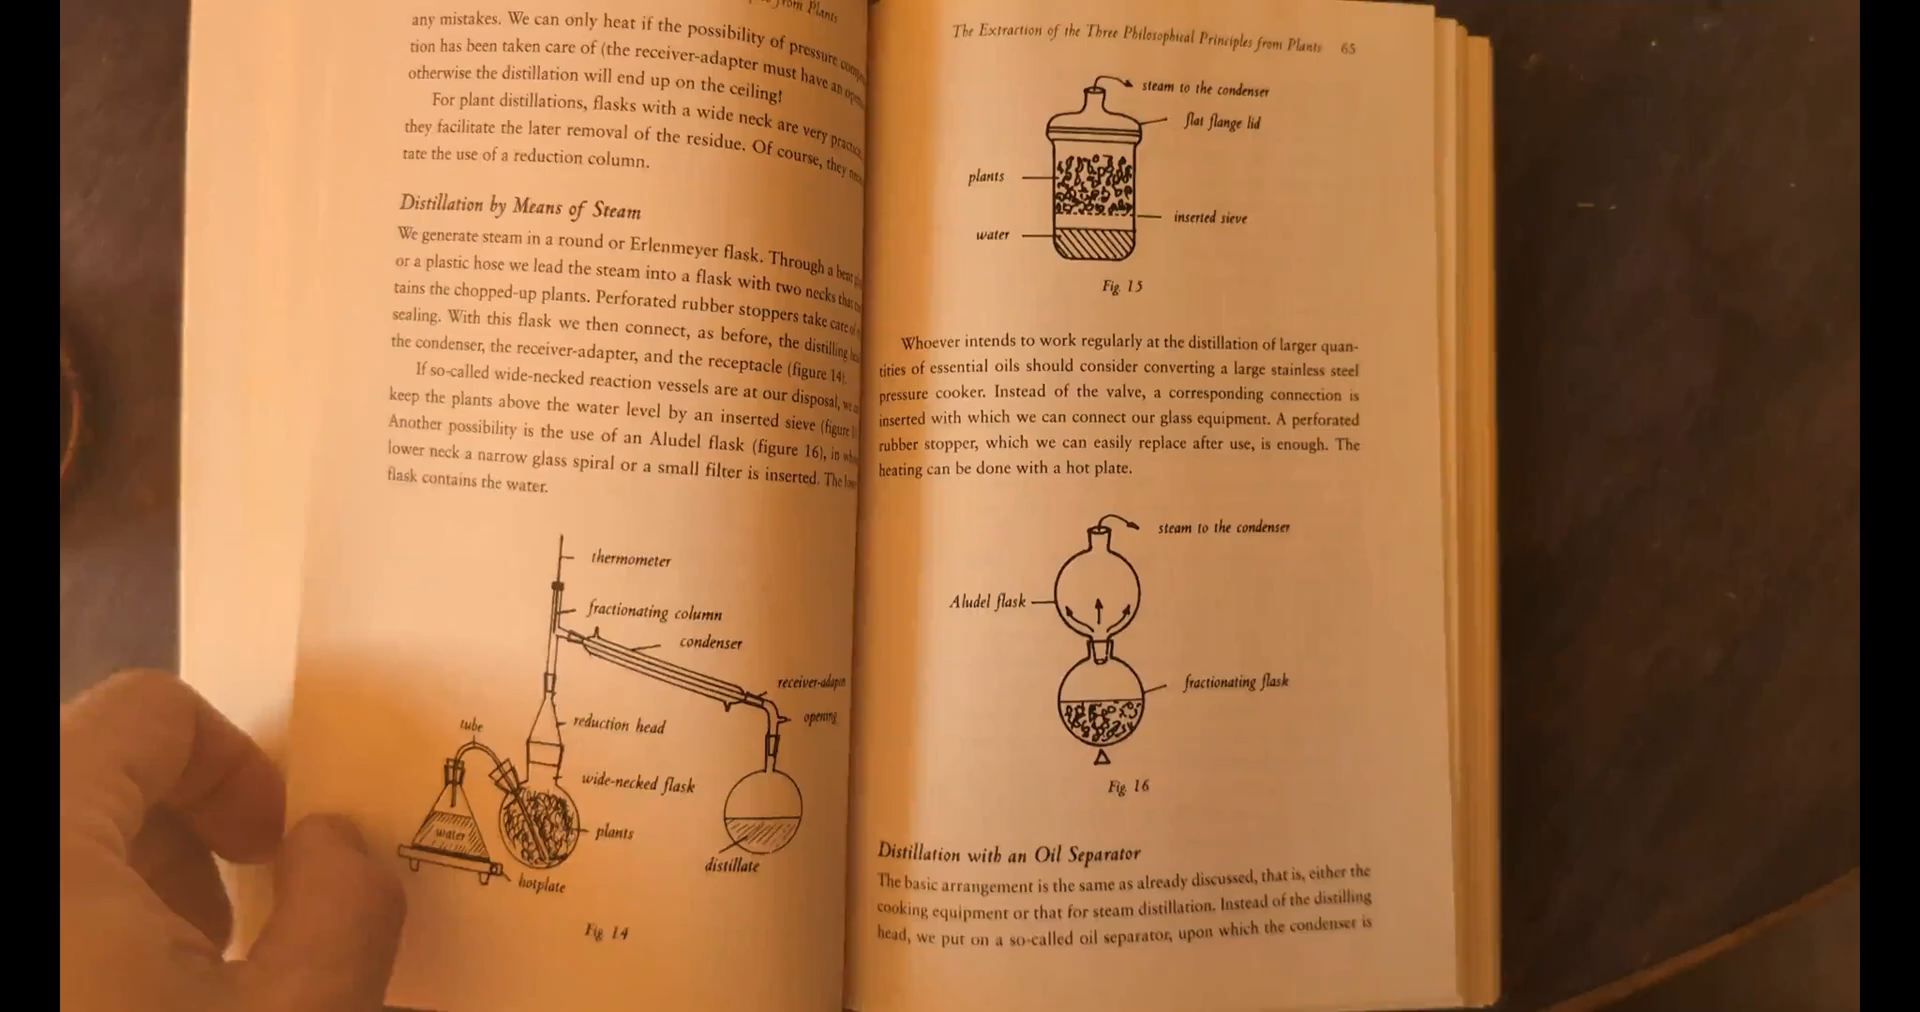 from Plants
any mistakes. We can only heat if the possibility of pressure
tion has been taken care of (the receiver-adapter must have an
otherwise the distillation will end up on the ceiling!
For plant distillations, flasks with a wide neck are very
they facilitate the later removal of the residue. Of course, they
tate the use of a reduction column.
Distillation by Means of Steam
We generate steam in a round or Erlenmeyer flask. Through a bent
or a plastic hose we lead the steam into a flask with two necks that
tains the chopped-up plants. Perforated rubber stoppers take care of
sealing. With this flask we then connect, as before, the distilling
the condenser, the receiver-adapter, and the receptacle (figure 14).
If so-called wide-necked reaction vessels are at our disposal, we
keep the plants above the water level by an inserted sieve (figure
Another possibility is the use of an Aludel flask (figure 16), in
lower neck a narrow glass spiral or a small filter is inserted. The
flask contains the water.
thermometer
fractionating column
condenser
receiver-adapter
opening
reduction head
tube
wide-necked flask
water
plants
distillate
hotplate
Fig 14
The Extraction of the Three Philosophical Principles from Plants 65
steam to the condenser
flat flange lid
plants
inserted sieve
water
Fig 15
Whoever intends to work regularly at the distillation of larger quan-
tities of essential oils should consider converting a large stainless steel
pressure cooker. Instead of the valve, a corresponding connection is
inserted with which we can connect our glass equipment. A perforated
rubber stopper, which we can easily replace after use, is enough. The
heating can be done with a hot plate.
steam to the condenser
Aludel flask
fractionating flask
Fig 16
Distillation with an Oil Separator
The basic arrangement is the same as already discussed, that is, either the
cooking equipment or that for steam distillation. Instead of the distilling
head, we put on a so-called oil separator, upon which the condenser is